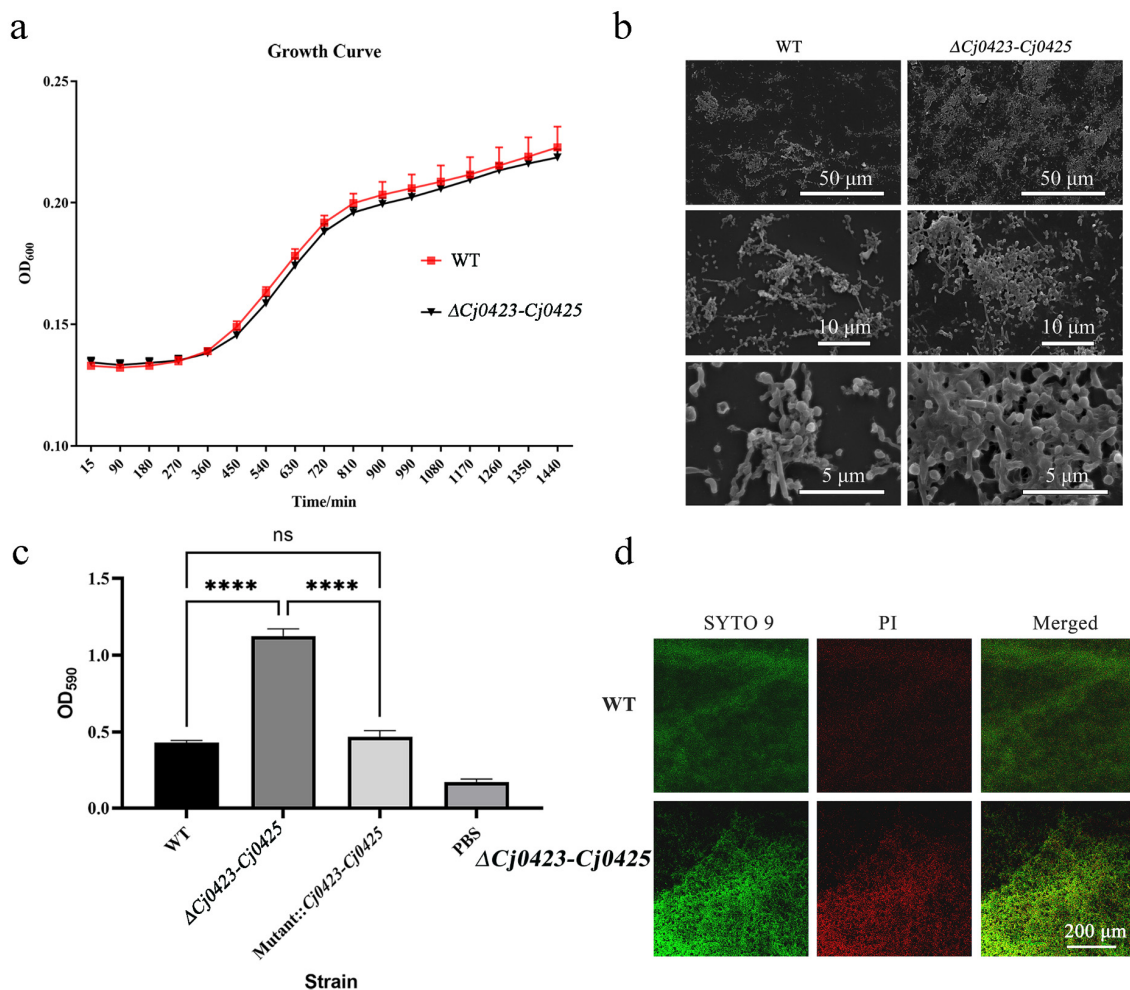 a
Growth Curve
0.25
0.20
0.15
0.10
OD600
WT
ΔCj0423-Cj0425
15 90 180 270 360 450 540 630 720 810 900 990 1080 1170 1260 1350 1440
Time/min
b
WT ΔCj0423-Cj0425
50 μm 50 μm
10 μm 10 μm
5 μm 5 μm
c
ns
**** ****
1.5
1.0
0.5
0.0
OD590
WT
ΔCj0423-Cj0425
Mutant::Cj0423-Cj0425
PBS
Strain
d
SYTO 9 PI Merged
WT
ΔCj0423-Cj0425
200 μm